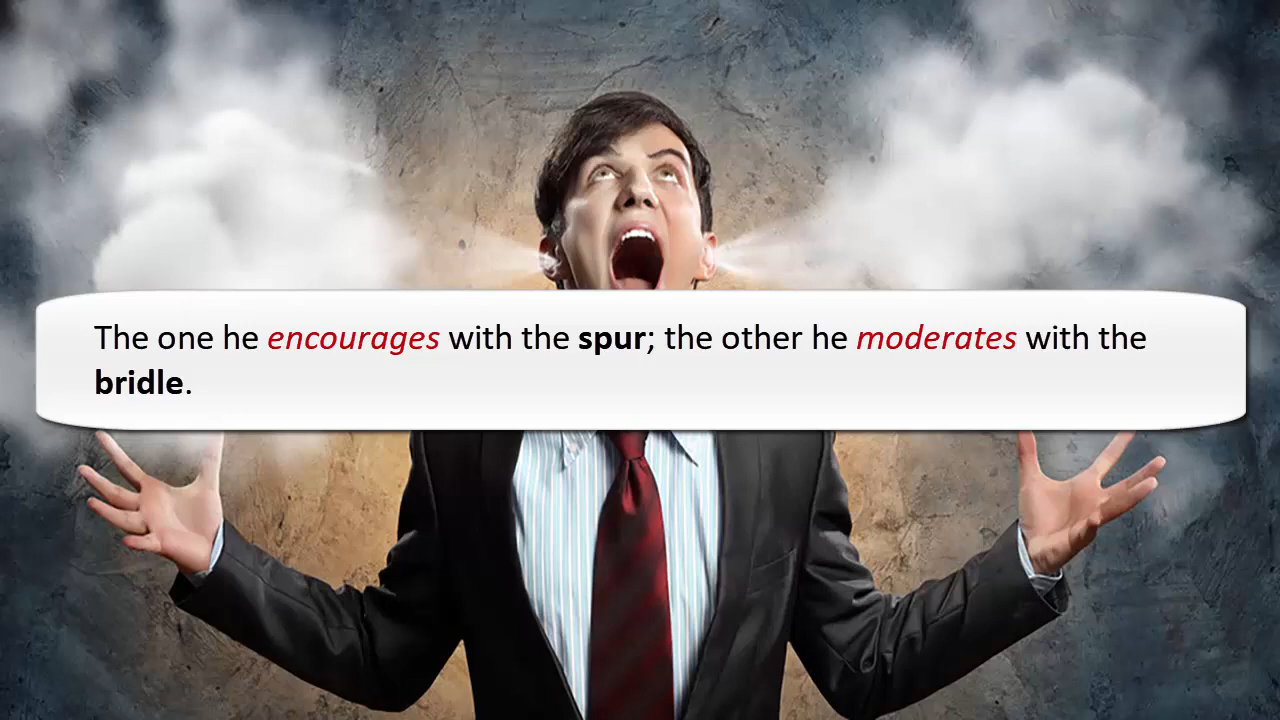 The one he encourages with the spur; the other he moderates with the
bridle.